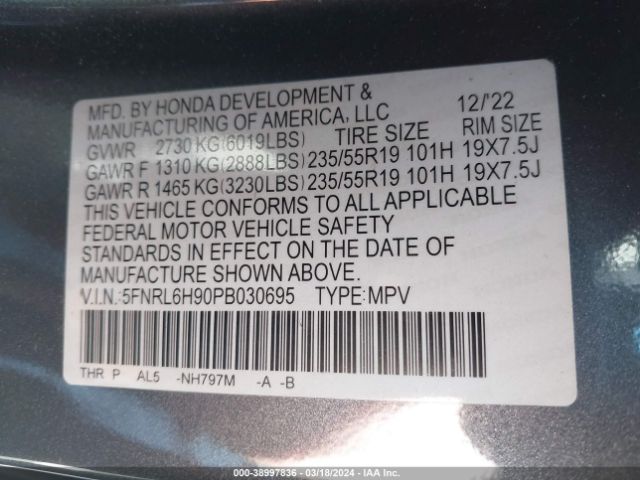 MFD. BY HONDA DEVELOPMENT &
MANUFACTURING OF AMERICA, LLC 12/'22
GVWR 2730 KG(6019LBS) TIRE SIZE RIM SIZE
GAWR F 1310 KG(2888LBS) 235/55R19 101H 19X7.5J
GAWR R 1465 KG(3230LBS) 235/55R19 101H 19X7.5J
THIS VEHICLE CONFORMS TO ALL APPLICABLE
FEDERAL MOTOR VEHICLE SAFETY
STANDARDS IN EFFECT ON THE DATE OF
MANUFACTURE SHOWN ABOVE.
V.I.N.:5FNRL6H90PB030695 TYPE:MPV
THR P AL5 -NH797M -A -B
000-38997836 - 03/18/2024 - IAA Inc.